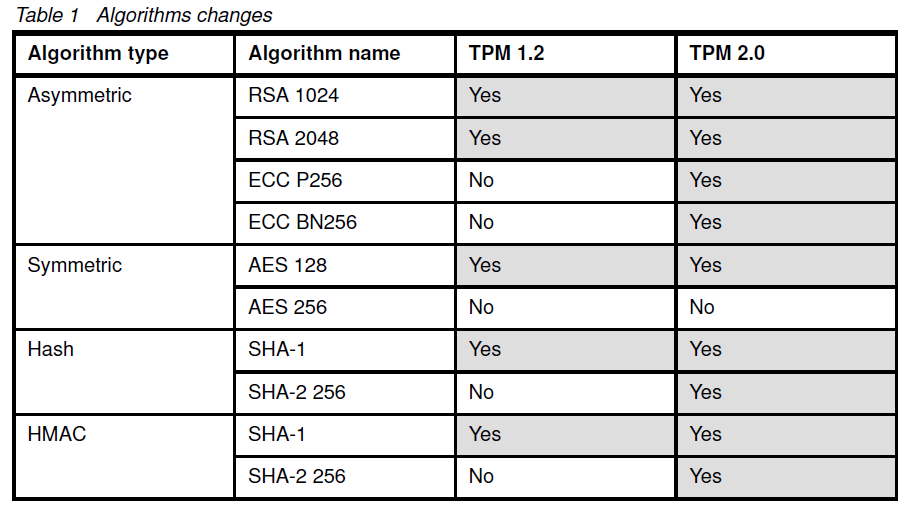 Table 1 Algorithms changes
Algorithm type Algorithm name TPM 1.2 TPM 2.0
Asymmetric RSA 1024 Yes Yes
RSA 2048 Yes Yes
ECC P256 No Yes
ECC BN256 No Yes
Symmetric AES 128 Yes Yes
AES 256 No No
Hash SHA-1 Yes Yes
SHA-2 256 No Yes
HMAC SHA-1 Yes Yes
SHA-2 256 No Yes